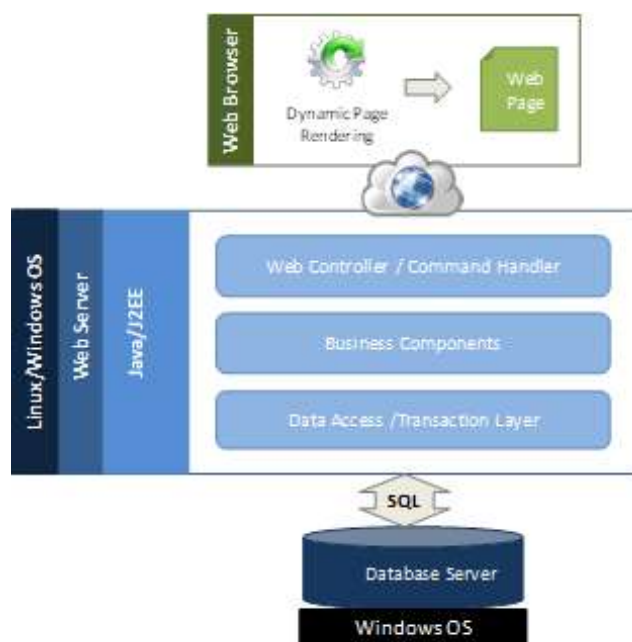 Web Browser
Dynamic Page
Rendering
Web
Page
Linux/Windows OS
Web Server
Java/J2EE
Web Controller / Command Handler
Business Components
Data Access /Transaction Layer
SQL
Database Server
Windows OS